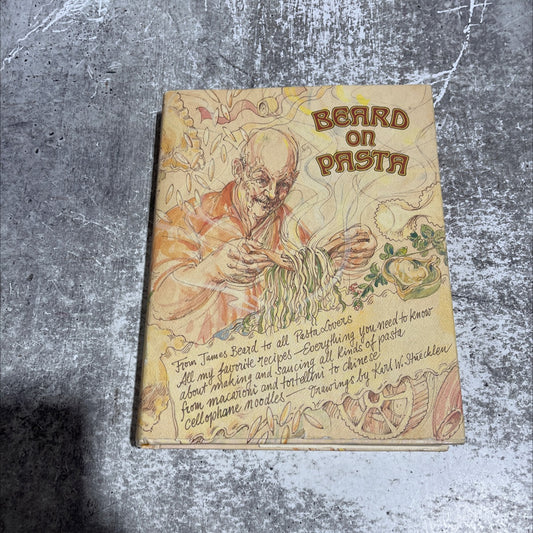 BEARD
ON
PASTA
From James Beard to all Pasta Lovers
All my favorite recipes—Everything you need to know
about making and saucing all kinds of pasta
from macaroni and tortellini to chinese
cellophane noodles—
Drawings by Karl W. Stuecklen